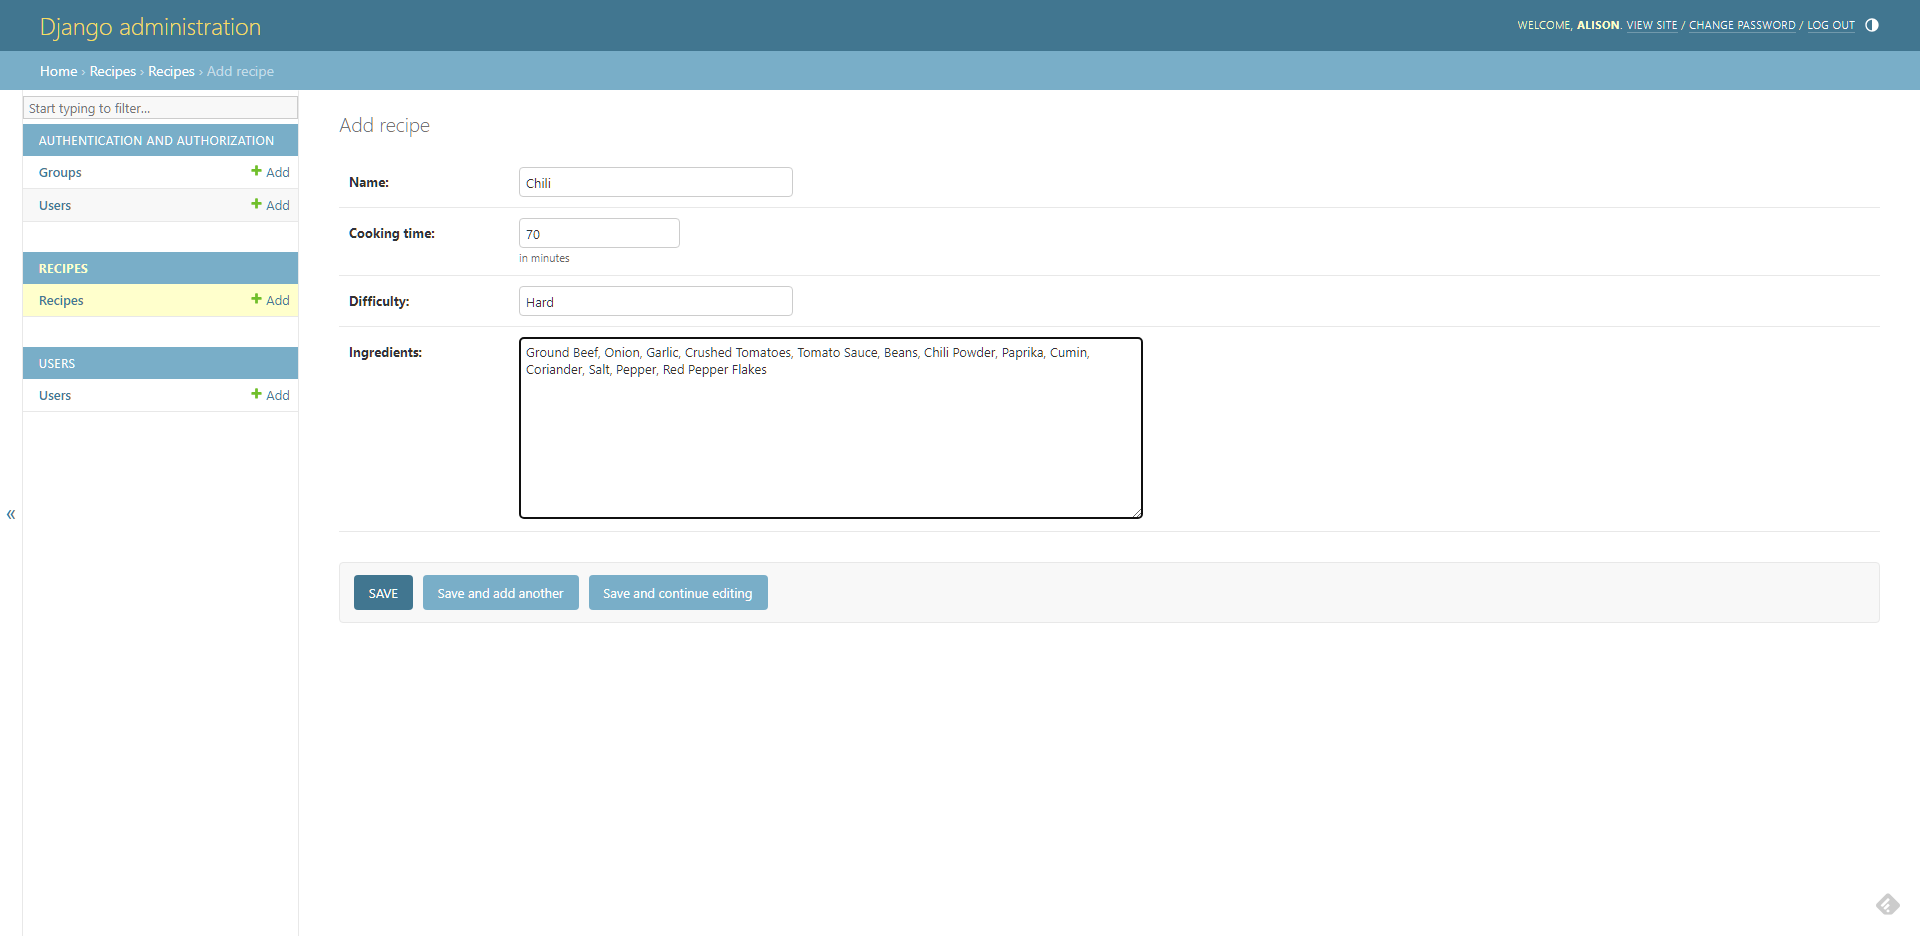 Django administration
WELCOME, ALISON. VIEW SITE / CHANGE PASSWORD / LOG OUT
Home › Recipes › Recipes › Add recipe
Start typing to filter...
AUTHENTICATION AND AUTHORIZATION
Groups
Add
Users
Add
RECIPES
Recipes
Add
USERS
Users
Add
«
Add recipe
Name:
Chili
Cooking time:
70
in minutes
Difficulty:
Hard
Ingredients:
Ground Beef, Onion, Garlic, Crushed Tomatoes, Tomato Sauce, Beans, Chili Powder, Paprika, Cumin,
Coriander, Salt, Pepper, Red Pepper Flakes
SAVE
Save and add another
Save and continue editing